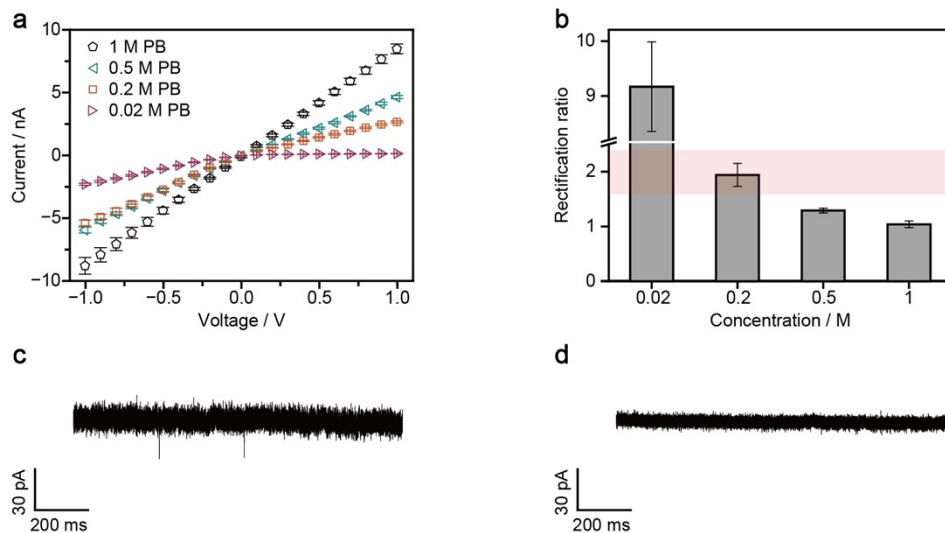 a
10
5
0
−5
−10
Current / nA
1 M PB
0.5 M PB
0.2 M PB
0.02 M PB
−1.0 −0.5 0.0 0.5 1.0
Voltage / V
b
10
9
2
1
0
Rectification ratio
0.02 0.2 0.5 1
Concentration / M
c
30 pA
200 ms
d
30 pA
200 ms